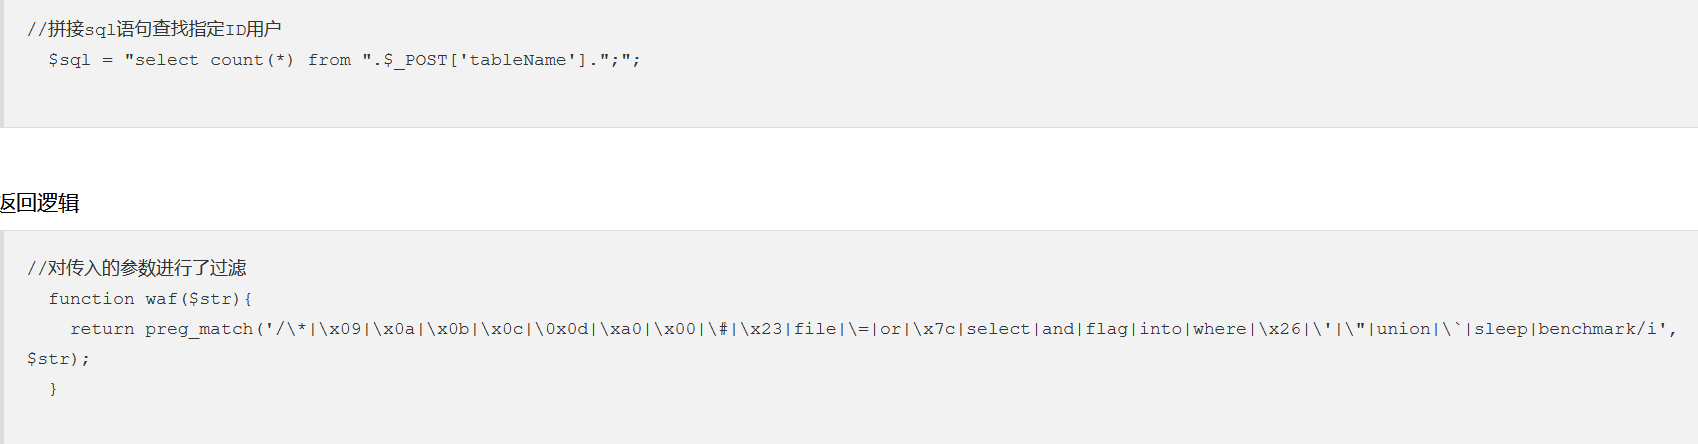 //拼接sql语句查找指定ID用户
  $sql = "select count(*) from ".$_POST['tableName'].";";
返回逻辑
//对传入的参数进行了过滤
  function waf($str){
    return preg_match('/\*|\x09|\x0a|\x0b|\x0c|\0x0d|\xa0|\x00|\#|\x23|file|\=|or|\x7c|select|and|flag|into|where|\x26|\'|\"|union|\`|sleep|benchmark/i',
$str);
  }